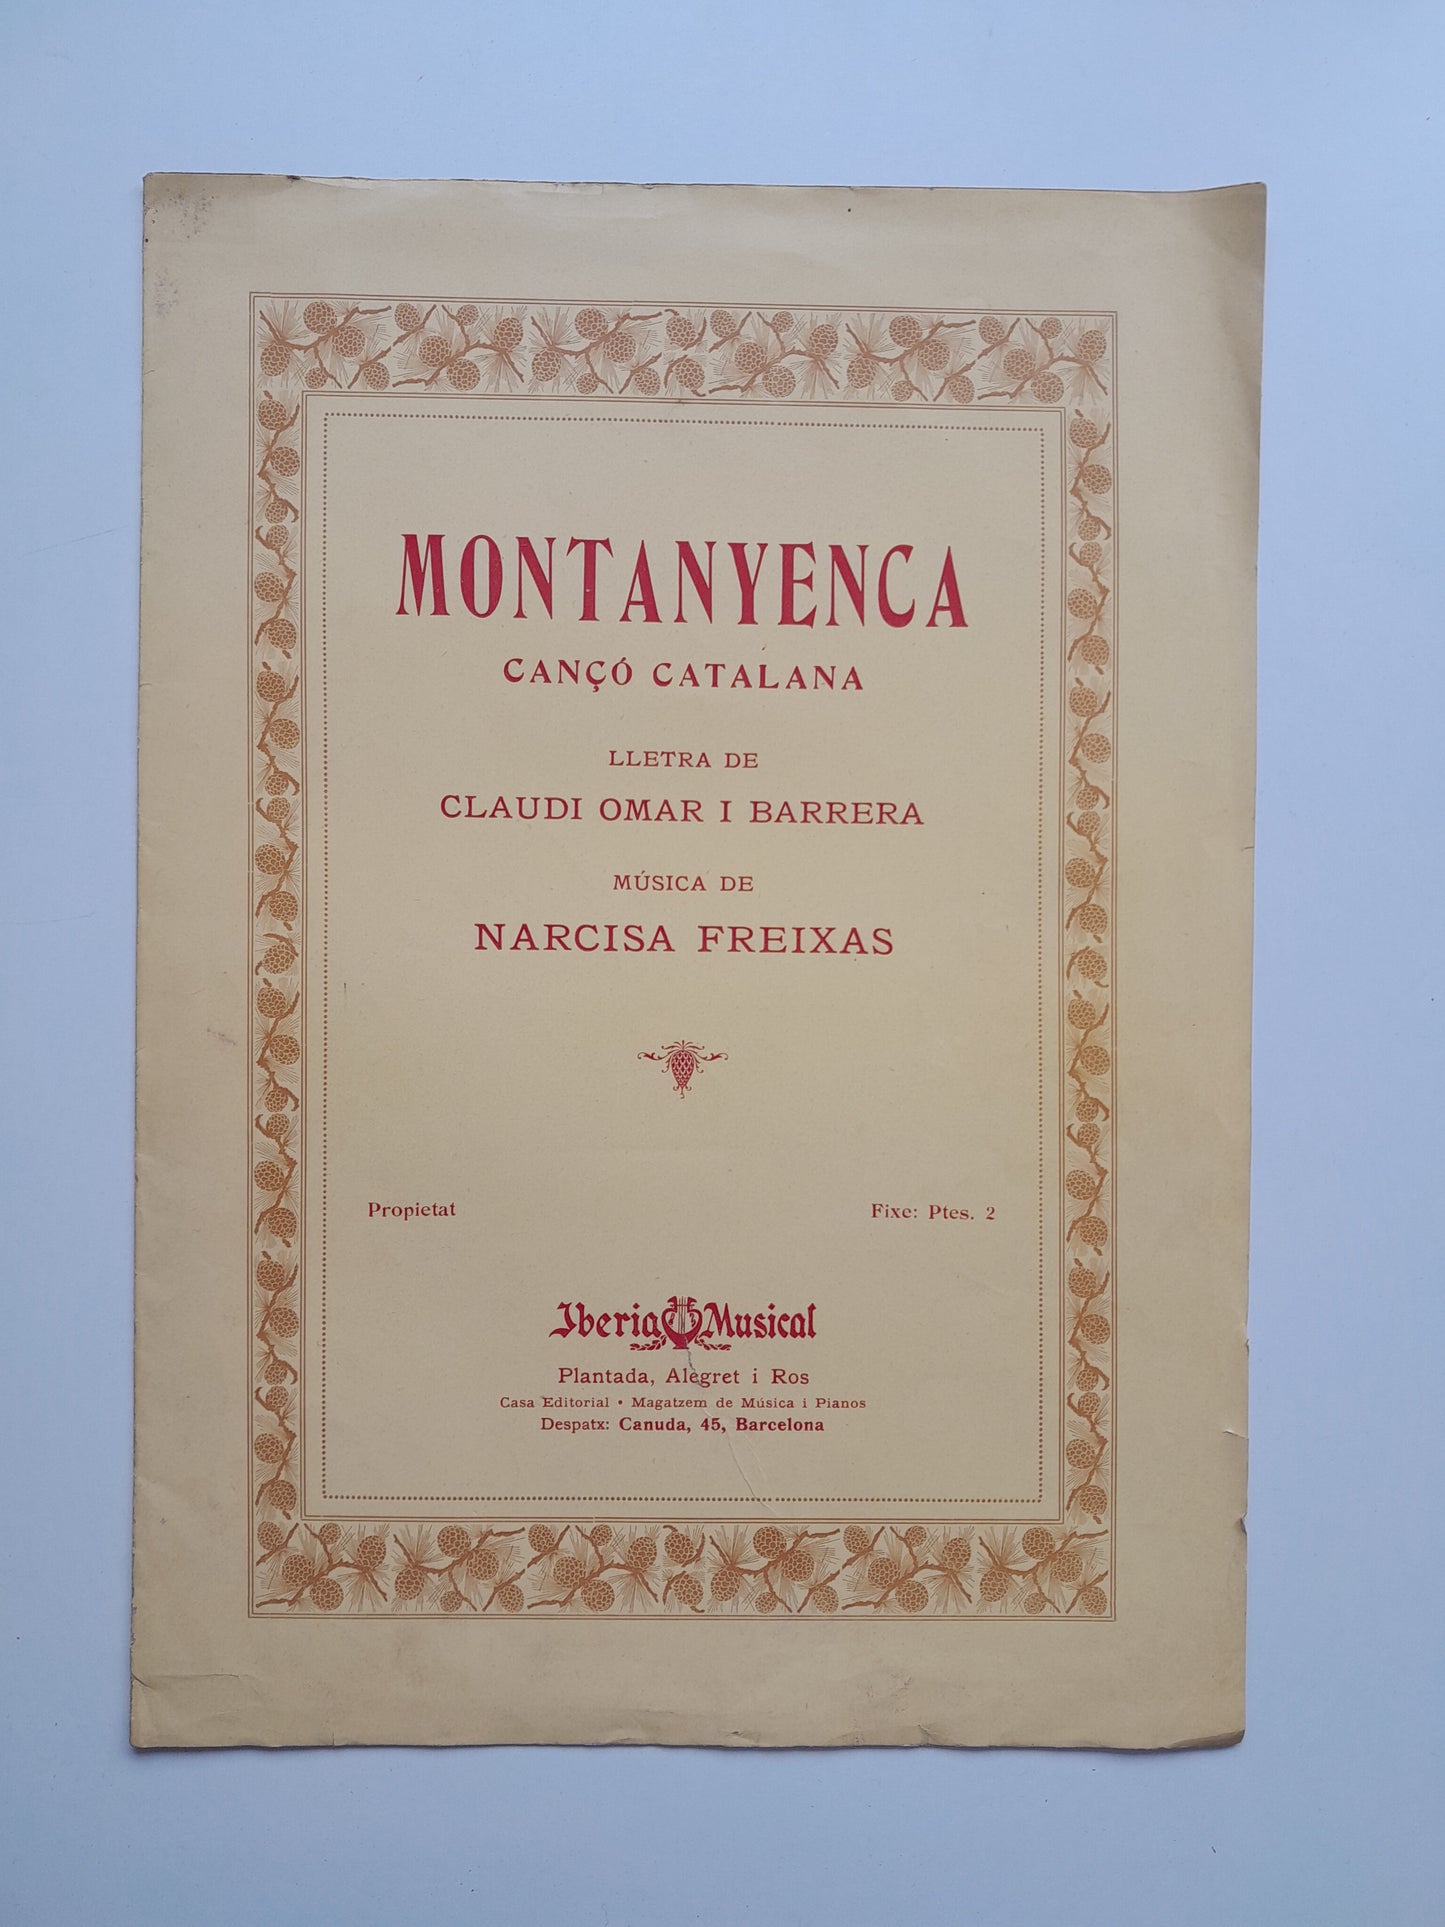 MONTANYENCA
CANÇÓ CATALANA
LLETRA DE
CLAUDI OMAR I BARRERA
MÚSICA DE
NARCISA FREIXAS
Propietat
Fixe: Ptes. 2
Iberia Musical
Plantada, Alegret i Ros
Casa Editorial • Magatzem de Música i Pianos
Despatx: Canuda, 45, Barcelona